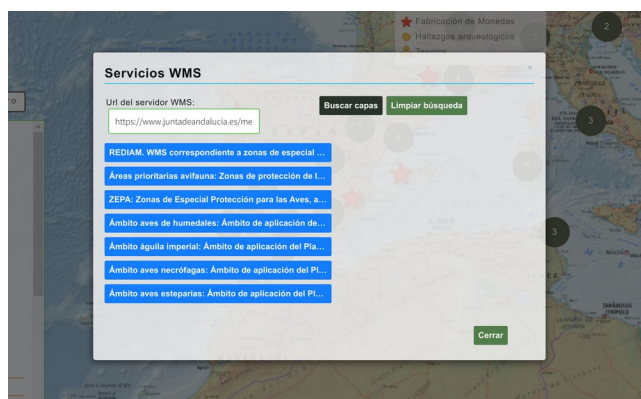 Fabricación de Monedas
Hallazgos arqueológicos
Tesoros
2
Servicios WMS
×
Url del servidor WMS:
https://www.juntadeandalucia.es/me
Buscar capas
Limpiar búsqueda
REDIAM. WMS correspondiente a zonas de especial ...
Áreas prioritarias avifauna: Zonas de protección de l...
ZEPA: Zonas de Especial Protección para las Aves, a...
Ámbito aves de humedales: Ámbito de aplicación de...
Ámbito águila imperial: Ámbito de aplicación del Pla...
Ámbito aves necrófagas: Ámbito de aplicación del Pl...
Ámbito aves esteparias: Ámbito de aplicación del Pl...
3
3
Cerrar